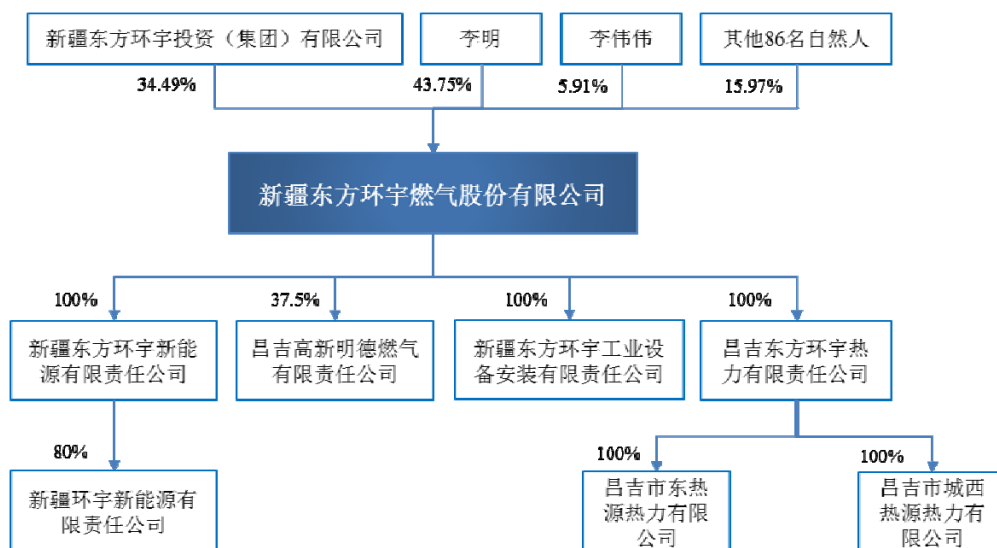 新疆东方环宇投资（集团）有限公司
李明
李伟伟
其他86名自然人
34.49%
43.75%
5.91%
15.97%
新疆东方环宇燃气股份有限公司
100%
37.5%
100%
100%
新疆东方环宇新能
源有限责任公司
昌吉高新明德燃气
有限责任公司
新疆东方环宇工业设
备安装有限责任公司
昌吉东方环宇热
力有限责任公司
80%
100%
100%
新疆环宇新能源有
限责任公司
昌吉市东热
源热力有限
公司
昌吉市城西
热源热力有
限公司